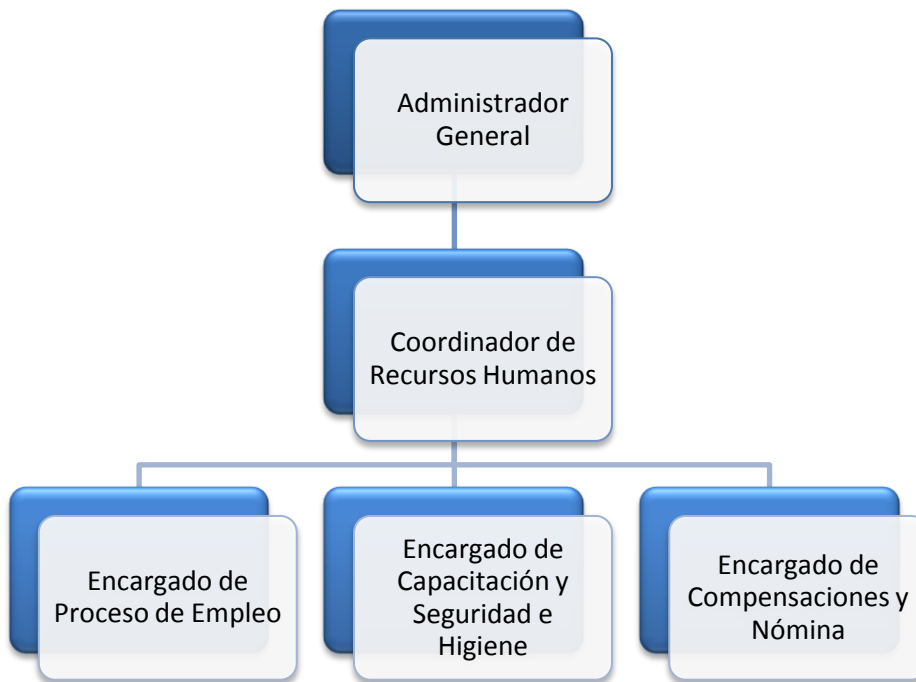 Administrador
General
Coordinador de
Recursos Humanos
Encargado de
Proceso de Empleo
Encargado de
Capacitación y
Seguridad e
Higiene
Encargado de
Compensaciones y
Nómina